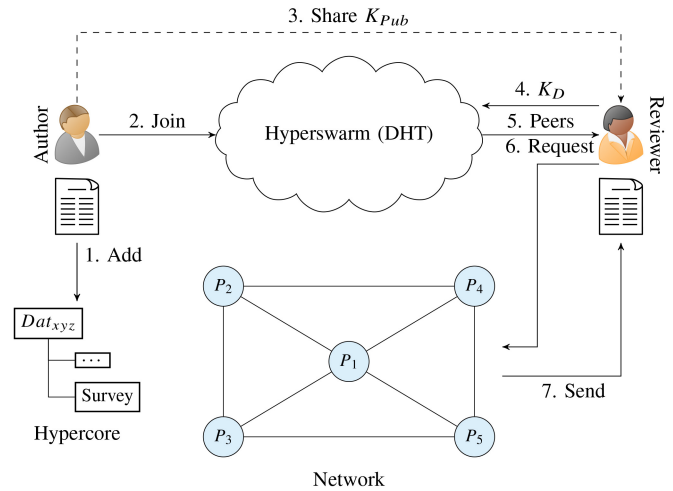 3. Share K_Pub
Author
2. Join
Hyperswarm (DHT)
4. K_D
5. Peers
6. Request
Reviewer
1. Add
Dat_xyz
...
Survey
Hypercore
P_2
P_4
P_1
P_3
P_5
7. Send
Network